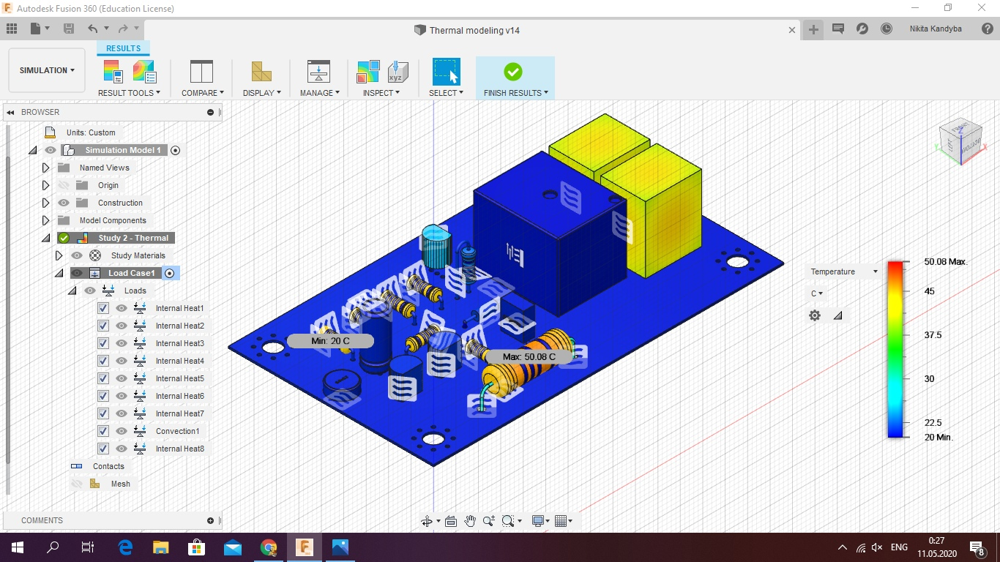 Autodesk Fusion 360 (Education License)
Thermal modeling v14
Nikita Kandyba
RESULTS
SIMULATION
RESULT TOOLS
COMPARE
DISPLAY
MANAGE
INSPECT
SELECT
FINISH RESULTS
BROWSER
Units: Custom
Simulation Model 1
Named Views
Origin
Construction
Model Components
Study 2 - Thermal
Study Materials
Load Case1
Loads
Internal Heat1
Internal Heat2
Internal Heat3
Internal Heat4
Internal Heat5
Internal Heat6
Internal Heat7
Convection1
Internal Heat8
Contacts
Mesh
COMMENTS
Min: 20 C
Max: 50.08 C
Z
Y
X
BOTTOM
xyz
Temperature
C
50.08 Max.
45
37.5
30
22.5
20 Min.
ENG
0:27
11.05.2020
8